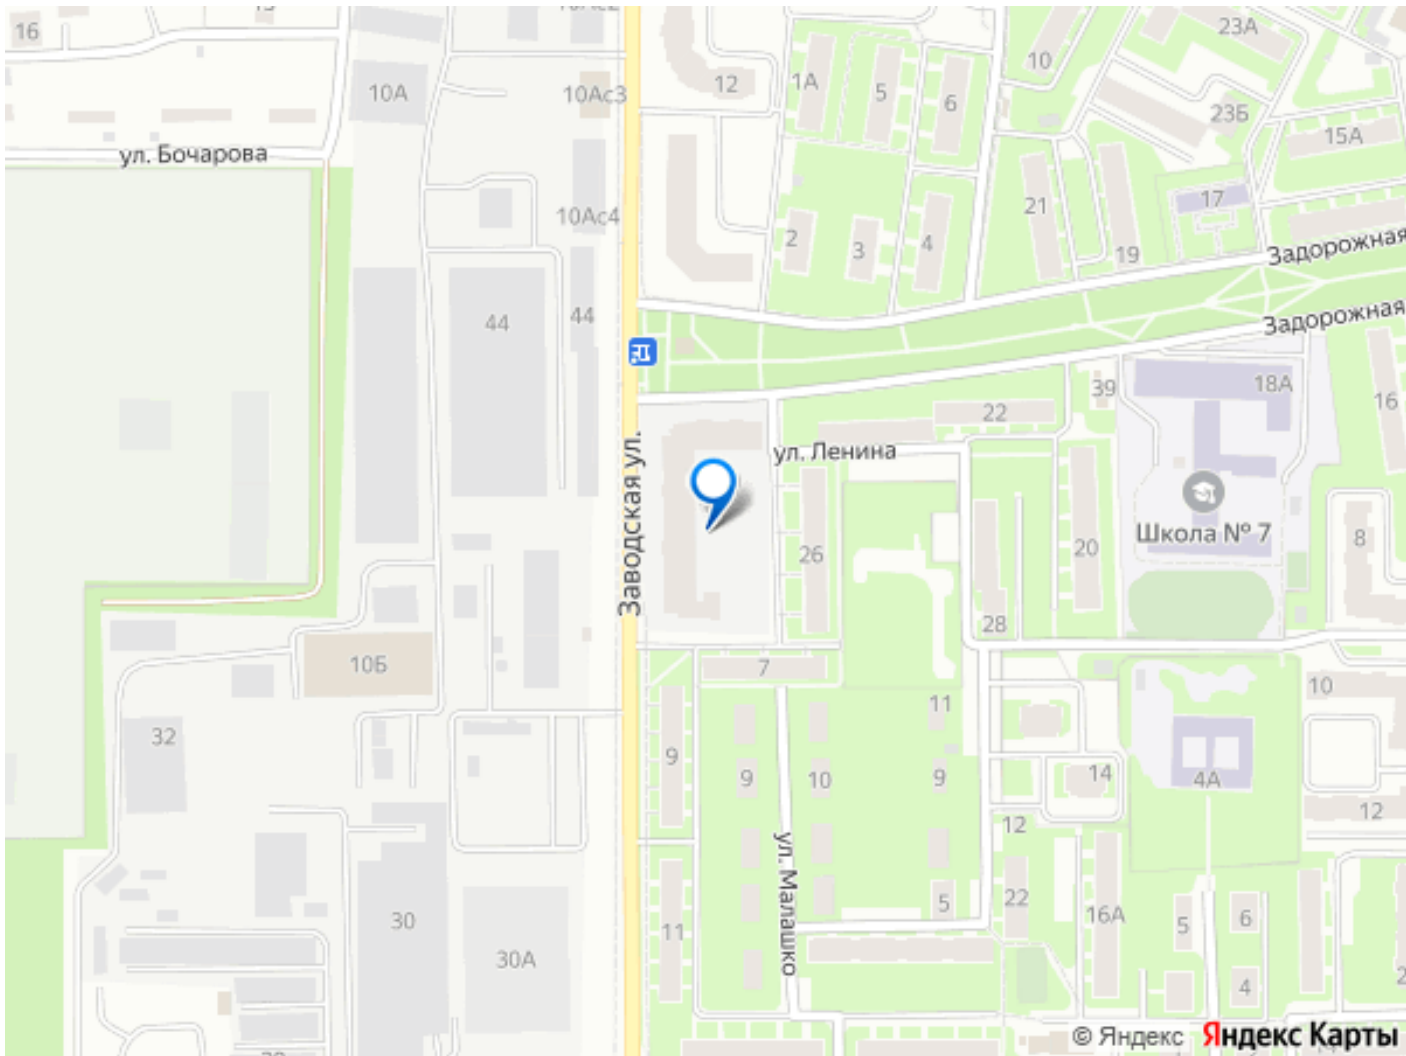 16
23А
12
1А
10
5
6
10А
10Ас3
23Б
15А
ул. Бочарова
17
21
10Ас4
2
3
4
19
Задорожная
44
44
Задорожная
18А
39
16
22
ул. Ленина
Заводская ул.
Школа № 7
26
20
8
28
10Б
7
10
11
32
9
9
10
9
14
4А
12
12
ул. Малашко
22
5
16А
5
6
30
11
30А
4
© Яндекс Яндекс Карты